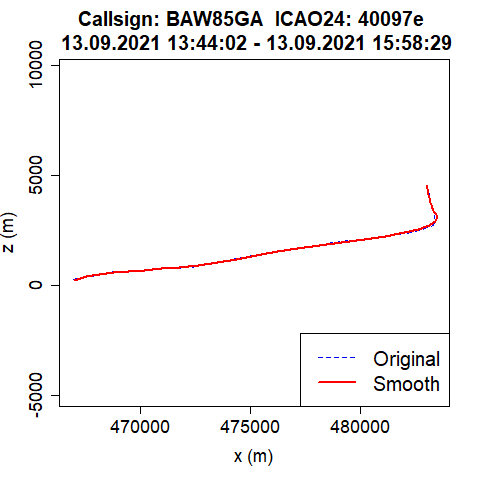 Callsign: BAW85GA  ICAO24: 40097e
13.09.2021 13:44:02 - 13.09.2021 15:58:29
10000
5000
0
-5000
z (m)
470000 475000 480000
x (m)
Original
Smooth